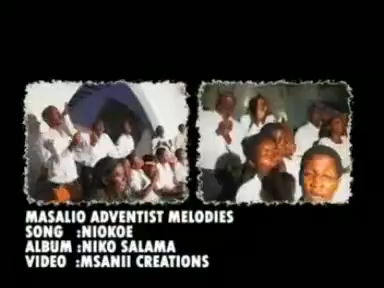 MASALIO ADVENTIST MELODIES
SONG :NIOKOE
ALBUM :NIKO SALAMA
VIDEO :MSANII CREATIONS